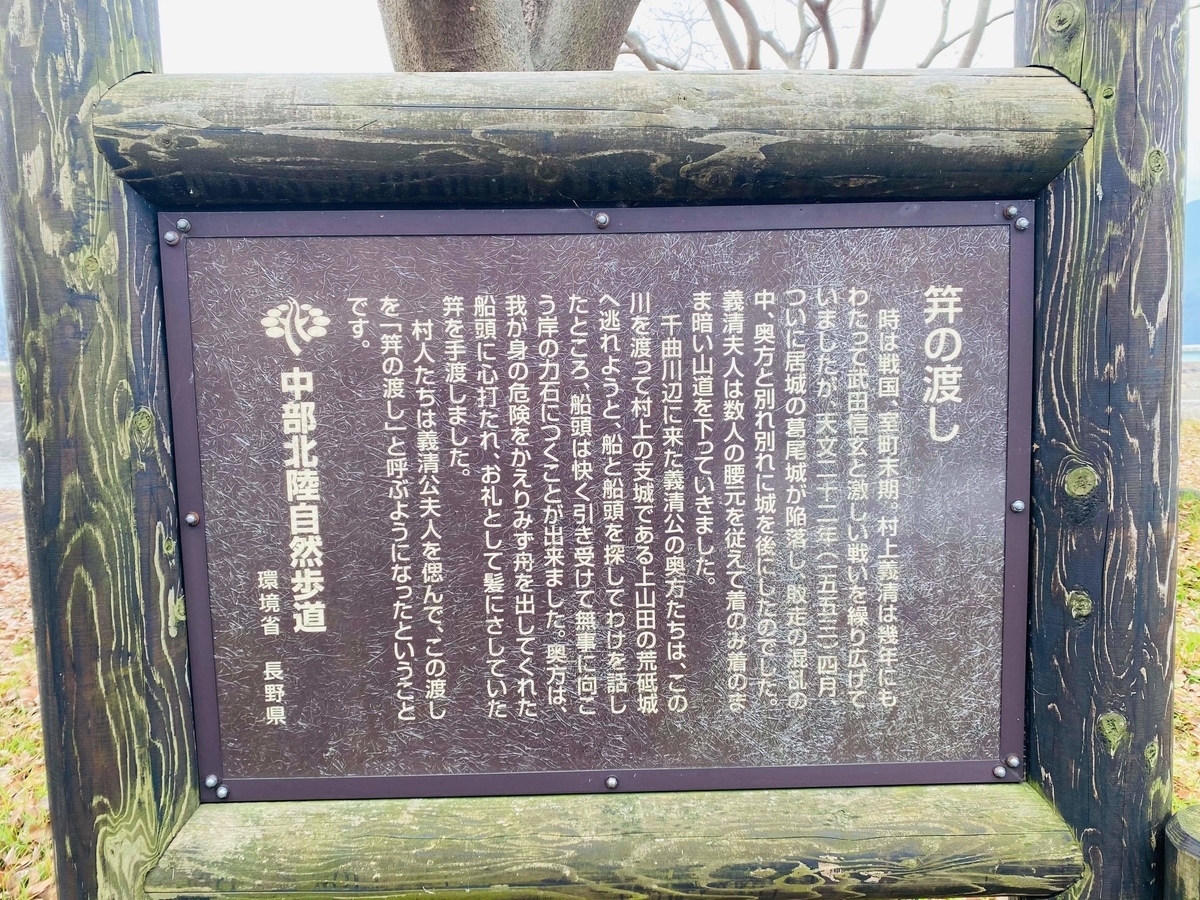 笄の渡し
時は戦国、室町末期。村上義清は幾年にも
わたって武田信玄と激しい戦いを繰り広げて
いましたが、天文二十二年(一五五三)四月、
ついに居城の葛尾城が陥落し、敗走の混乱の
中、奥方と別れ別れに城を後にしたのでした。
義清夫人は数人の腰元を従えて着のみ着のま
ま暗い山道を下っていきました。
千曲川辺に来た義清公の奥方たちは、この
川を渡って村上の支城である上山田の荒砥城
へ逃れようと、船と船頭を探してわけを話し
たところ、船頭は快く引き受けて無事に向こ
う岸の力石につくことが出来ました。奥方は、
我が身の危険をかえりみず舟を出してくれた
船頭に心打たれ、お礼として髪にさしていた
笄を手渡しました。
村人たちは義清公夫人を偲んで、この渡し
を「笄の渡し」と呼ぶようになったということ
です。
中部北陸自然歩道
環境省 長野県